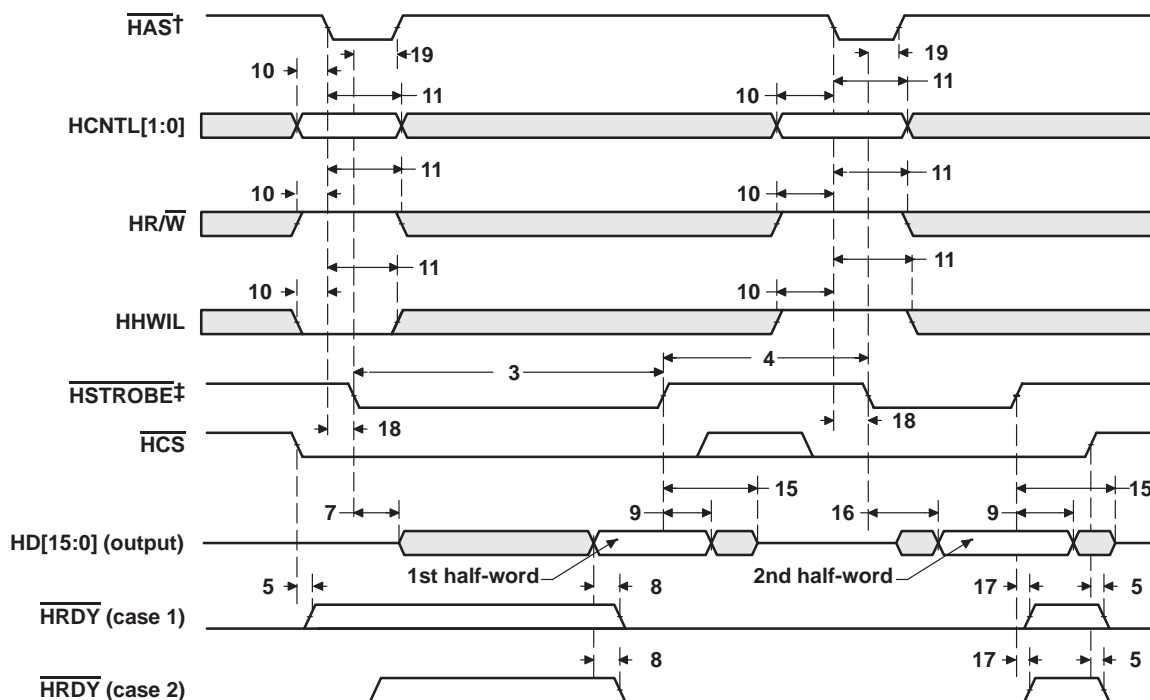 HAS†
19 19
10 11 10 11
HCNTL[1:0]
11 11
10 10
HR/W
11 11
10 10
HHWIL
3 4
HSTROBE‡
18 18
HCS
15 15
7 9 16 9
HD[15:0] (output)
1st half-word 2nd half-word
5 8 17 5
HRDY (case 1)
8 17 5
HRDY (case 2)